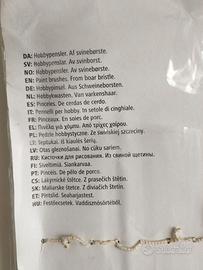 DA: Hobbypensler. Af svinebørste.
SV: Hobbypenslar. Av svinborst.
NO: Hobbypensler. Av svinebørste.
EN: Paint brushes. From boar bristle.
DE: Hobbypinsel. Aus Schweineborsten.
NL: Hobbykwasten. Van varkenshaar.
ES: Pinceles. De cerdas de cerdo.
IT: Pennelli per hobby. In setole di cinghiale.
FR: Pinceaux. En soies de porc.
EL: Πινέλα για χόμπι. Από τρίχες χοίρου.
PL: Pędzle hobbystyczne. Ze świńskiej szczeciny.
LT: Teptukai. Iš kiaulės šerių.
LV: Otas gleznošanai. No cūku sariem.
RU: Кисточки для рисования. Из свиной щетины.
FI: Siveltimiä. Siankarvaa.
PT: Pincéis. De pêlo de porco.
CS: Lakýrnické štětce. Z prasečích štětin.
SK: Maliarske štetce. Z diviačích štetín.
ET: Pintslid. Seaharjastest.
HU: Festőecsetek. Vaddisznósörtéből.
subito